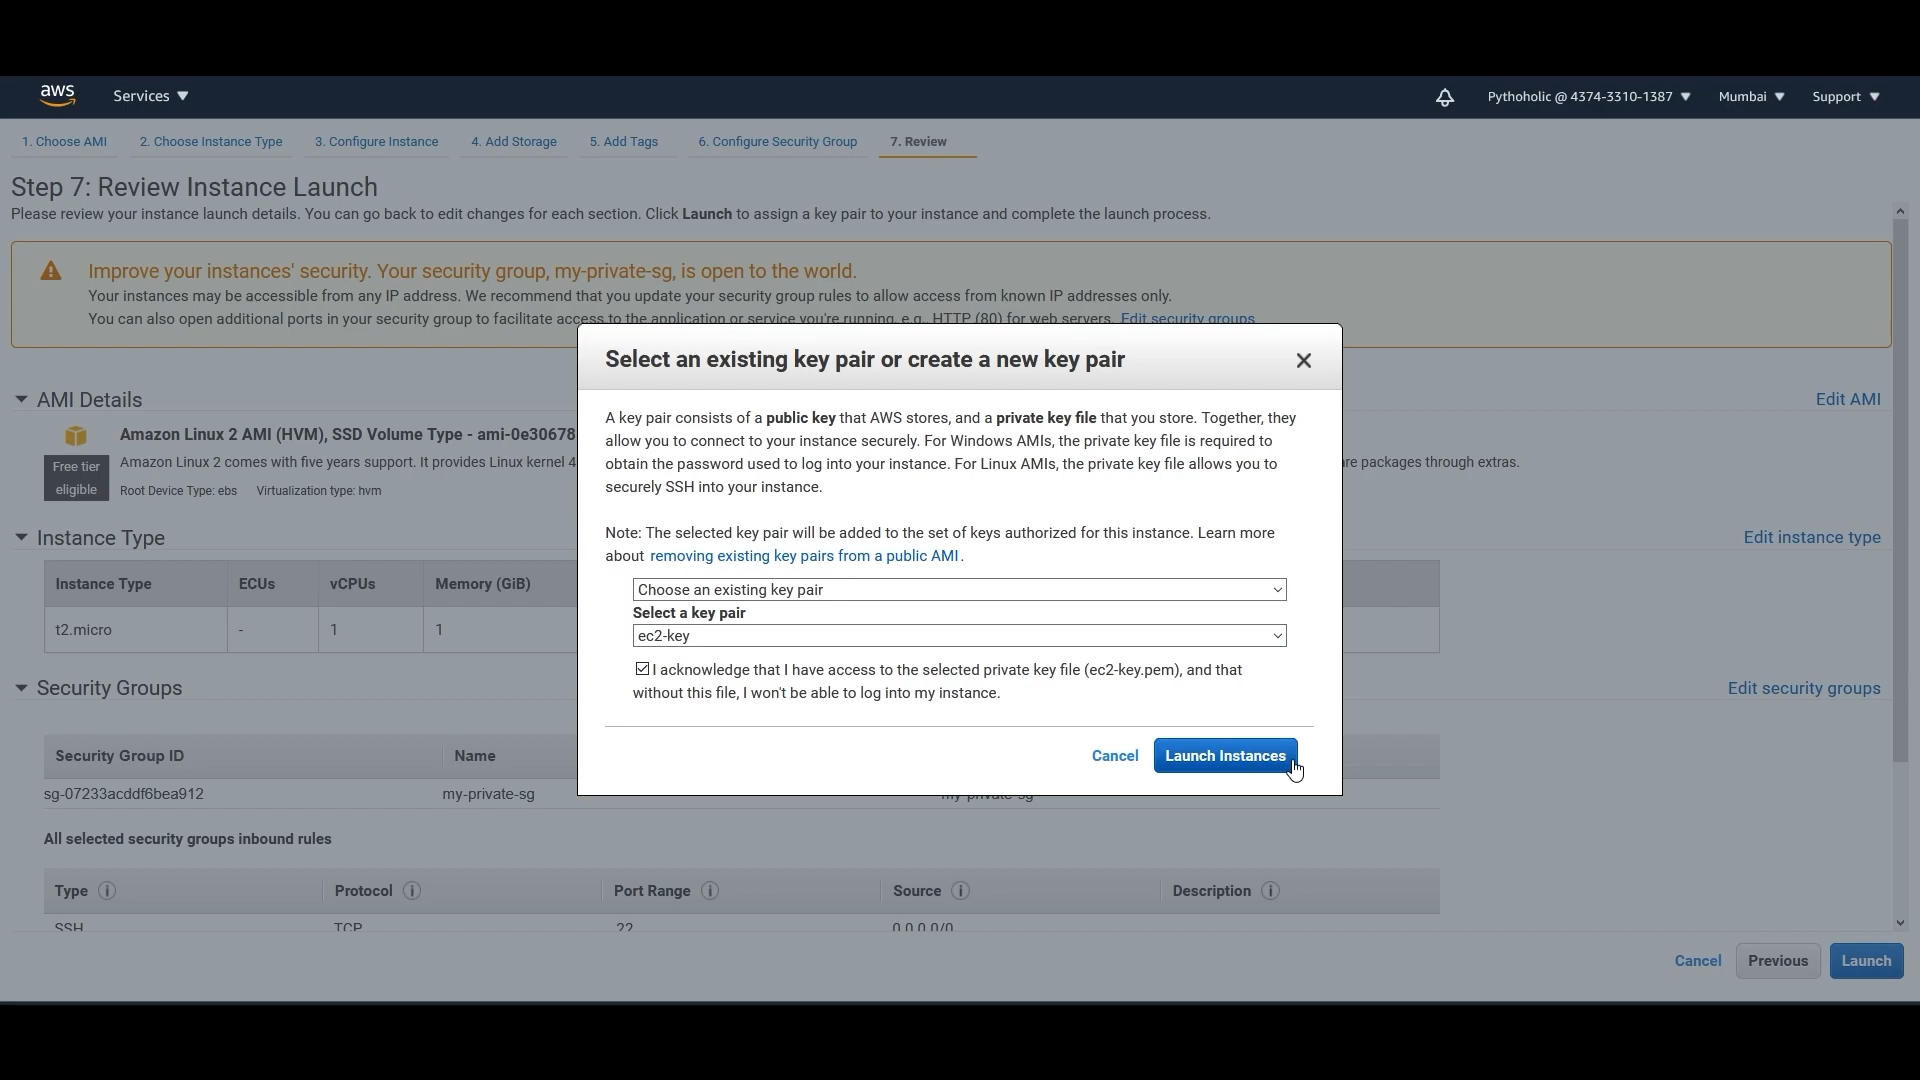 aws
Services
Pythoholic @ 4374-3310-1387
Mumbai
Support
1. Choose AMI
2. Choose Instance Type
3. Configure Instance
4. Add Storage
5. Add Tags
6. Configure Security Group
7. Review
Step 7: Review Instance Launch
Please review your instance launch details. You can go back to edit changes for each section. Click Launch to assign a key pair to your instance and complete the launch process.
Improve your instances' security. Your security group, my-private-sg, is open to the world.
Your instances may be accessible from any IP address. We recommend that you update your security group rules to allow access from known IP addresses only.
You can also open additional ports in your security group to facilitate access to the application or service you're running, e.g., HTTP (80) for web servers. Edit security groups
Select an existing key pair or create a new key pair
A key pair consists of a public key that AWS stores, and a private key file that you store. Together, they
allow you to connect to your instance securely. For Windows AMIs, the private key file is required to
obtain the password used to log into your instance. For Linux AMIs, the private key file allows you to
securely SSH into your instance.
Note: The selected key pair will be added to the set of keys authorized for this instance. Learn more
about removing existing key pairs from a public AMI.
Choose an existing key pair
Select a key pair
ec2-key
I acknowledge that I have access to the selected private key file (ec2-key.pem), and that
without this file, I won't be able to log into my instance.
Cancel
Launch Instances
AMI Details
Edit AMI
Amazon Linux 2 AMI (HVM), SSD Volume Type - ami-0e30678
Free tier
eligible
Amazon Linux 2 comes with five years support. It provides Linux kernel 4
packages through extras.
Root Device Type: ebs
Virtualization type: hvm
Instance Type
Edit instance type
Instance Type
ECUs
vCPUs
Memory (GiB)
t2.micro
-
1
1
Security Groups
Edit security groups
Security Group ID
Name
sg-07233acddf6bea912
my-private-sg
my-private-sg
All selected security groups inbound rules
Type
Protocol
Port Range
Source
Description
SSH
TCP
22
0.0.0.0/0
Cancel
Previous
Launch